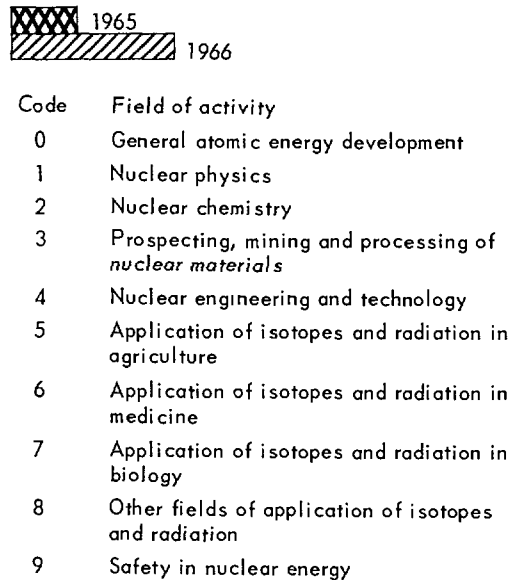 1965
1966
Code Field of activity
0 General atomic energy development
1 Nuclear physics
2 Nuclear chemistry
3 Prospecting, mining and processing of
nuclear materials
4 Nuclear engineering and technology
5 Application of isotopes and radiation in
agriculture
6 Application of isotopes and radiation in
medicine
7 Application of isotopes and radiation in
biology
8 Other fields of application of isotopes
and radiation
9 Safety in nuclear energy